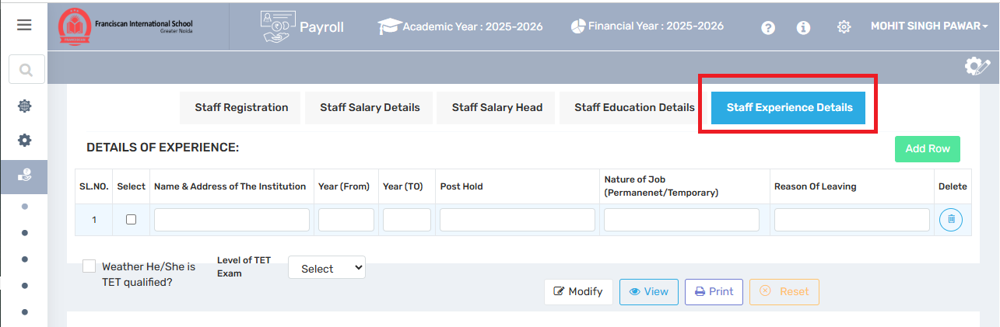 Franciscan International School
Greater Noida
FRANCISCAN
Payroll
Academic Year : 2025-2026
Financial Year : 2025-2026
MOHIT SINGH PAWAR
Staff Registration
Staff Salary Details
Staff Salary Head
Staff Education Details
Staff Experience Details
DETAILS OF EXPERIENCE:
Add Row
SL.NO.
Select
Name & Address of The Institution
Year (From)
Year (TO)
Post Hold
Nature of Job
(Permanenet/Temporary)
Reason Of Leaving
Delete
1
Weather He/She is
TET qualified?
Level of TET
Exam
Select
Modify
View
Print
Reset